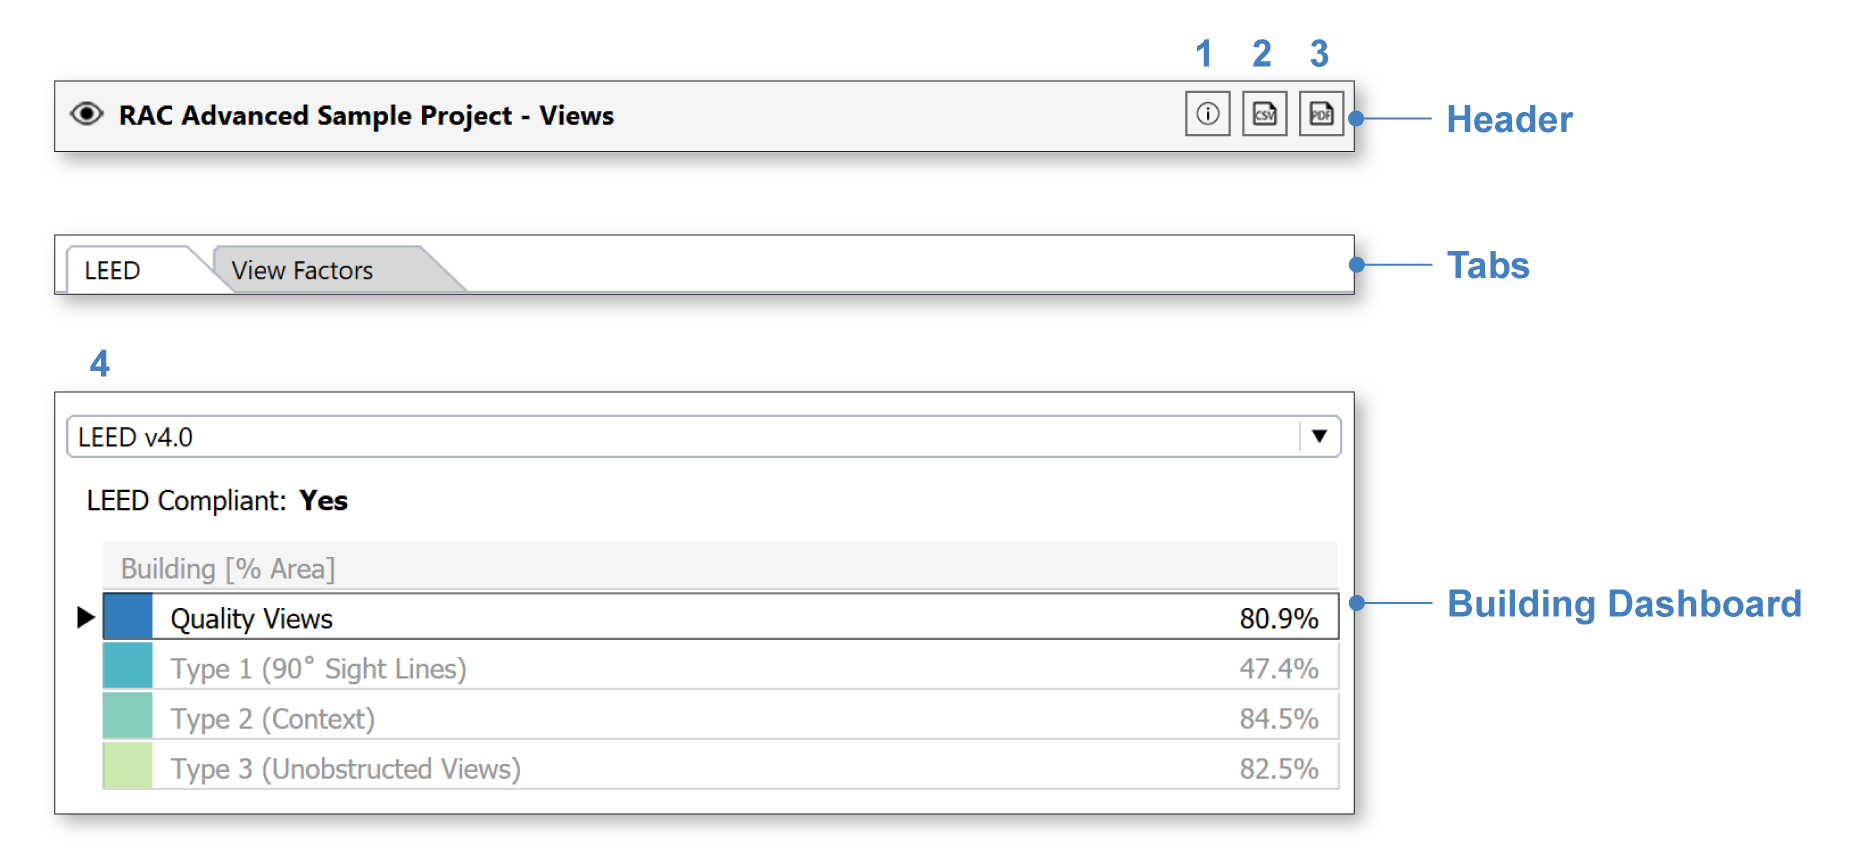 1 2 3
RAC Advanced Sample Project - Views
CSV PDF
Header
LEED View Factors
Tabs
4
LEED v4.0
LEED Compliant: Yes
Building [% Area]
Quality Views 80.9%
Building Dashboard
Type 1 (90° Sight Lines) 47.4%
Type 2 (Context) 84.5%
Type 3 (Unobstructed Views) 82.5%